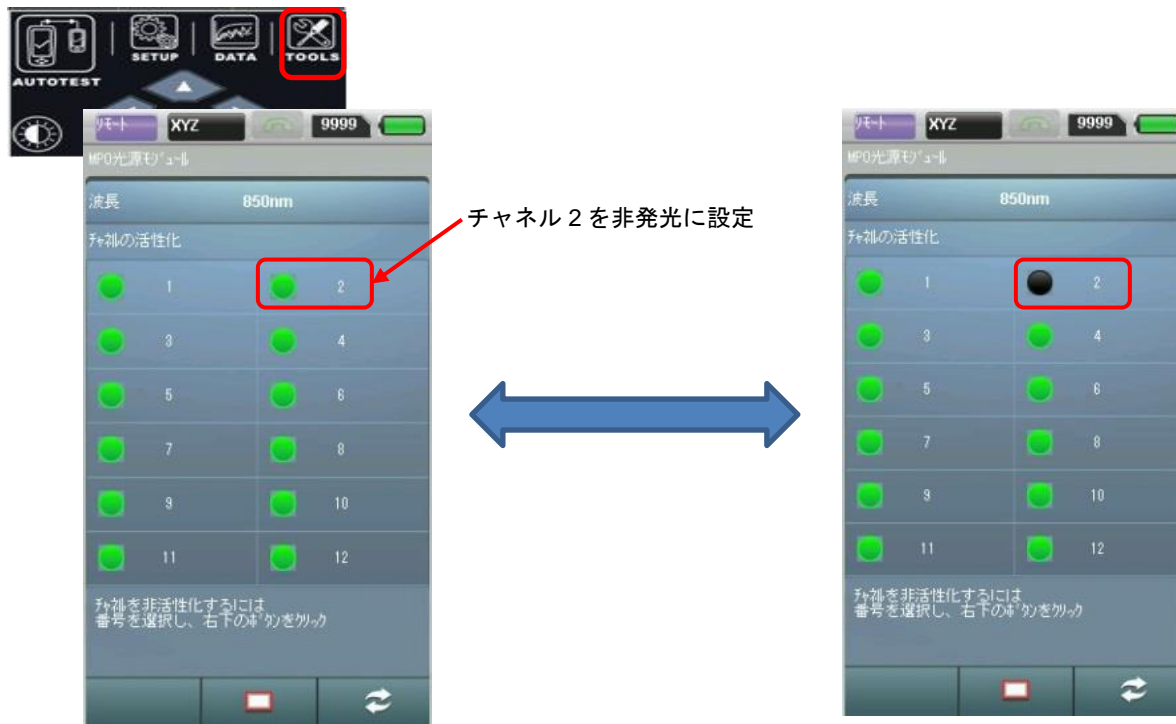 AUTOTEST
SETUP
DATA
TOOLS
リモート XYZ 9999
MPO光源ﾓｼﾞｭｰﾙ
波長 850nm
ﾁｬﾈﾙの活性化
1 2
3 4
5 6
7 8
9 10
11 12
ﾁｬﾈﾙを非活性化するには
番号を選択し、右下のﾎﾞﾀﾝをｸﾘｯｸ
チャネル２を非発光に設定
リモート XYZ 9999
MPO光源ﾓｼﾞｭｰﾙ
波長 850nm
ﾁｬﾈﾙの活性化
1 2
3 4
5 6
7 8
9 10
11 12
ﾁｬﾈﾙを非活性化するには
番号を選択し、右下のﾎﾞﾀﾝをｸﾘｯｸ